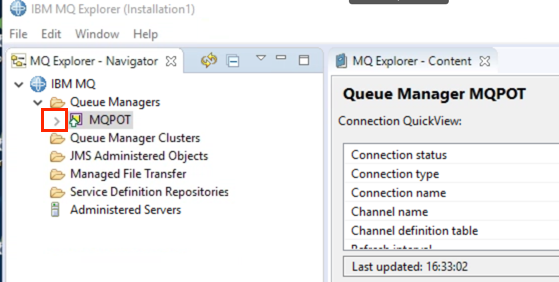 IBM MQ Explorer (Installation1)
File Edit Window Help
MQ Explorer - Navigator
IBM MQ
Queue Managers
MQPOT
Queue Manager Clusters
JMS Administered Objects
Managed File Transfer
Service Definition Repositories
Administered Servers
MQ Explorer - Content
Queue Manager MQPOT
Connection QuickView:
Connection status
Connection type
Connection name
Channel name
Channel definition table
Refresh interval
Last updated: 16:33:02